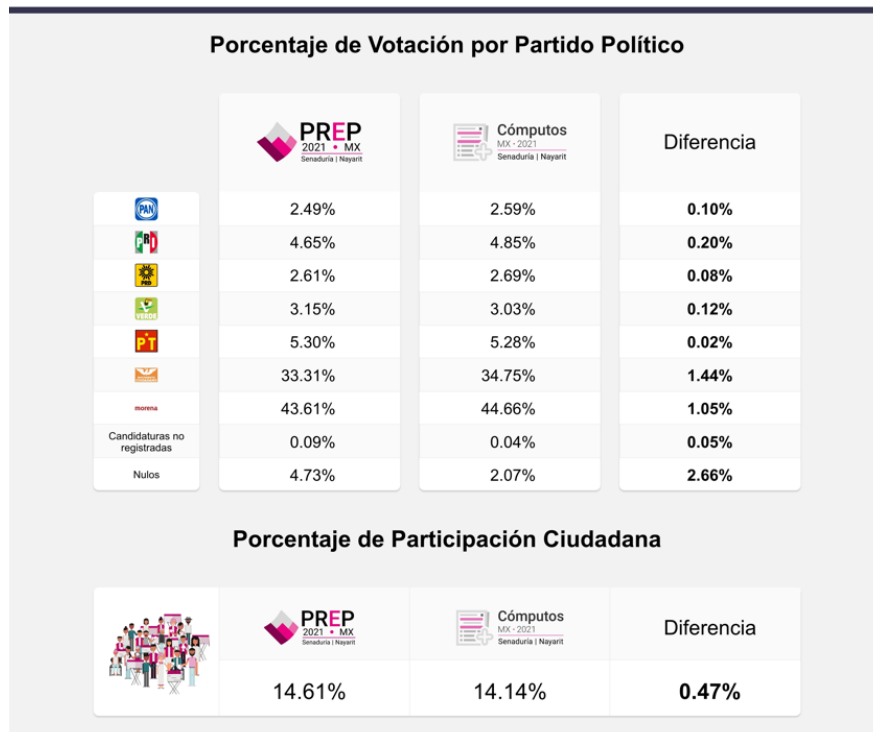 Porcentaje de Votación por Partido Político
PREP
2021 • MX
Senaduría | Nayarit
Cómputos
MX - 2021
Senaduría | Nayarit
Diferencia
PAN 2.49% 2.59% 0.10%
PRI 4.65% 4.85% 0.20%
PRD 2.61% 2.69% 0.08%
VERDE 3.15% 3.03% 0.12%
PT 5.30% 5.28% 0.02%
33.31% 34.75% 1.44%
morena 43.61% 44.66% 1.05%
Candidaturas no
registradas 0.09% 0.04% 0.05%
Nulos 4.73% 2.07% 2.66%
Porcentaje de Participación Ciudadana
PREP
2021 • MX
Senaduría | Nayarit
Cómputos
MX - 2021
Senaduría | Nayarit
Diferencia
14.61% 14.14% 0.47%